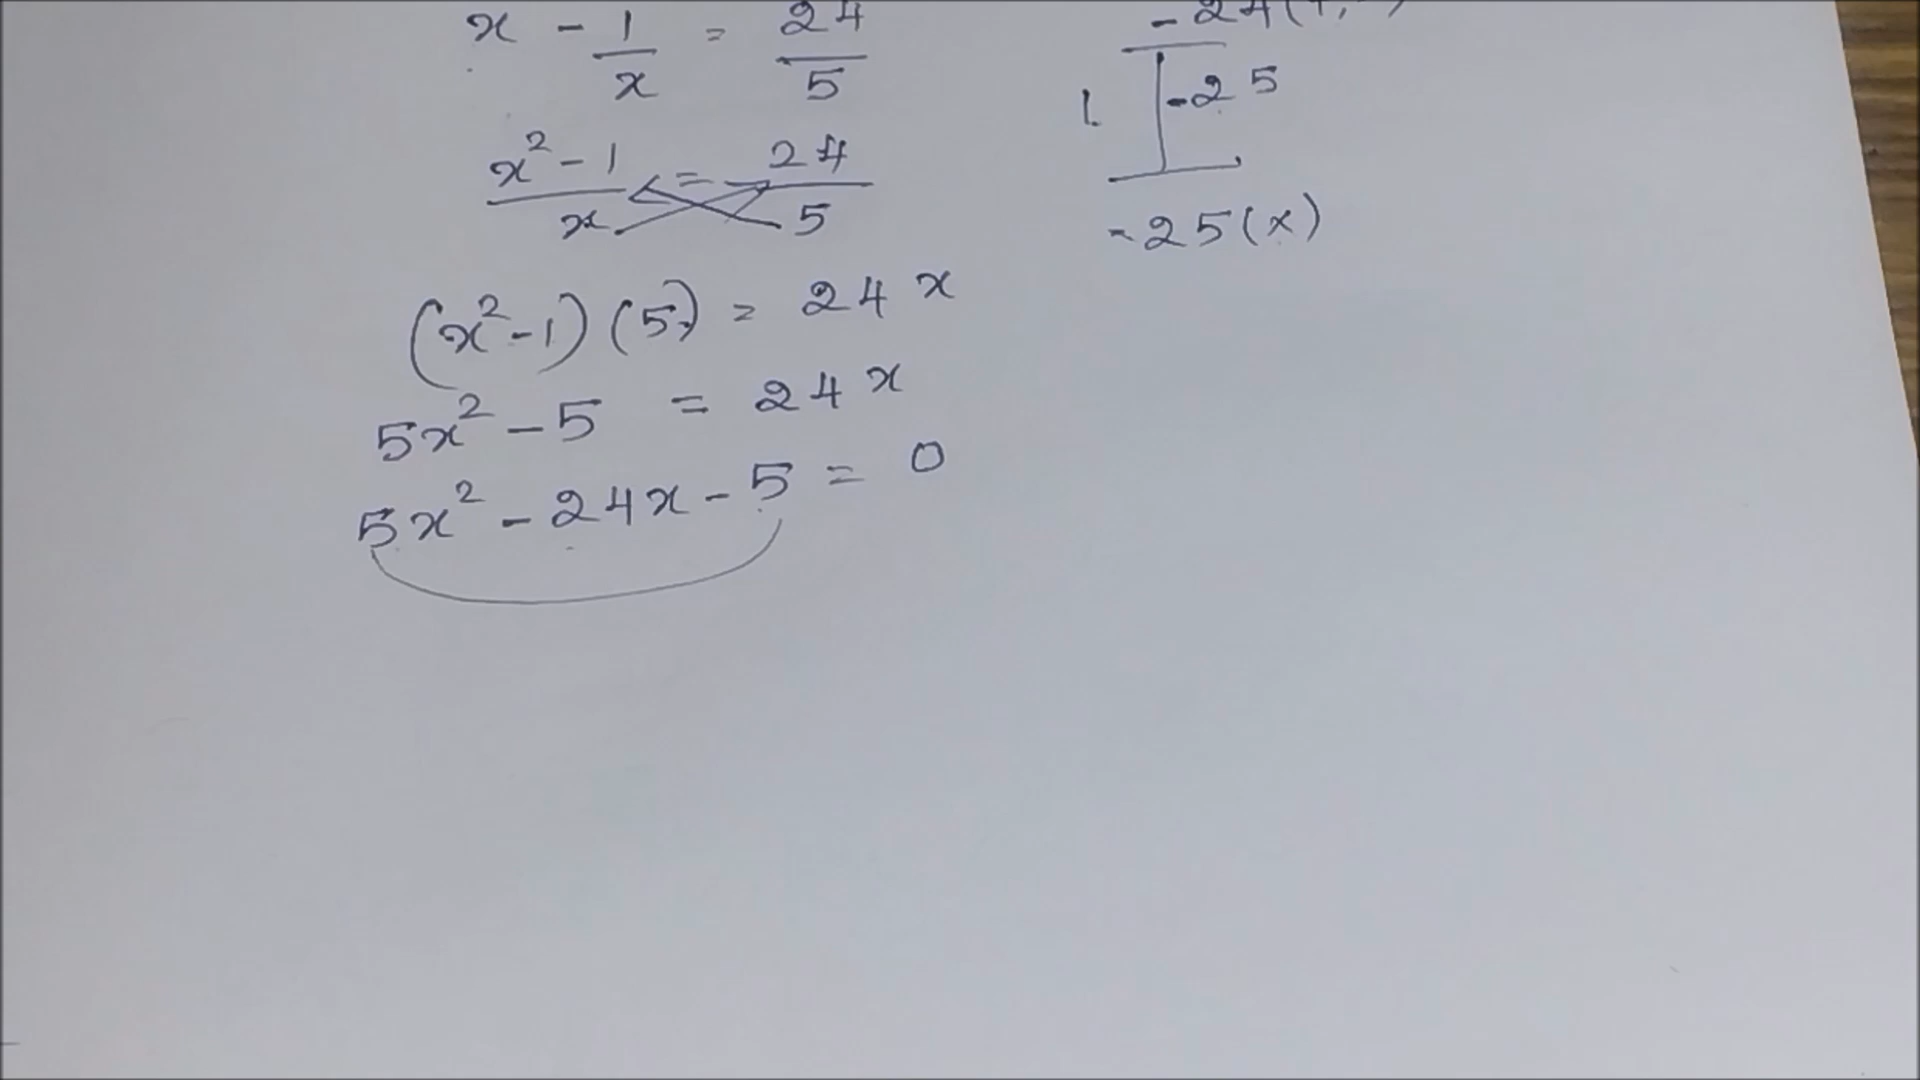 x - 1/x = 24/5
x² - 1/x = 24/5
(x² - 1) (5) = 24x
5x² - 5 = 24x
5x² - 24x - 5 = 0
-24(+,
1 -25
-25(x)